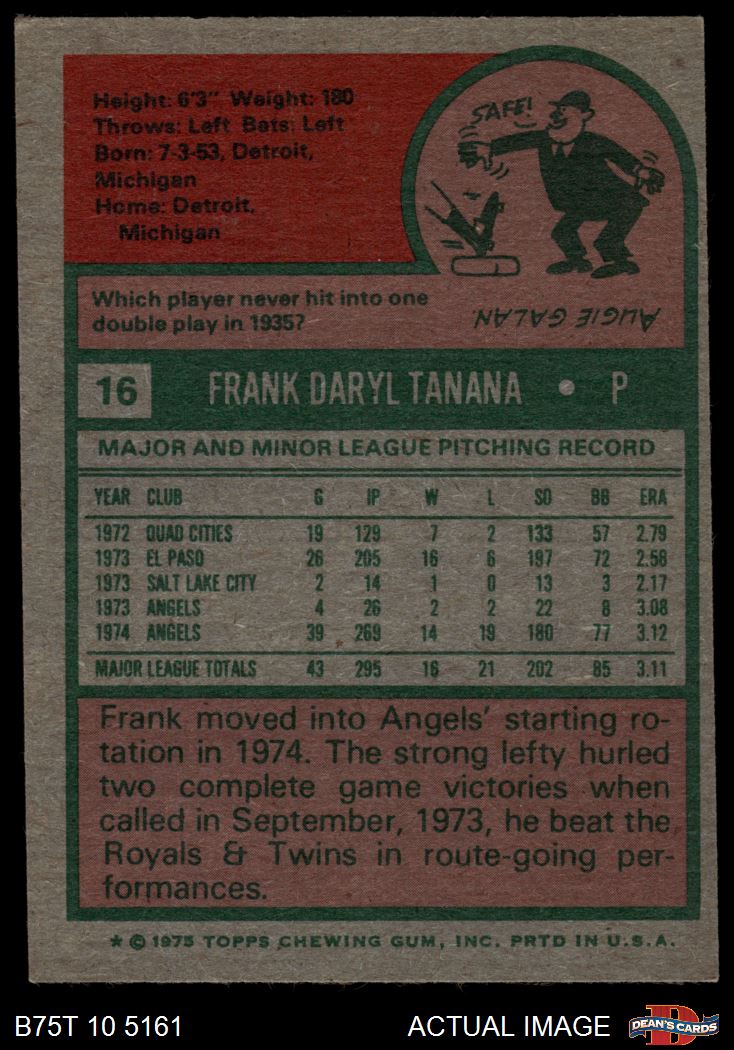 Height: 6'3" Weight: 180
Throws: Left Bats: Left
Born: 7-3-53, Detroit,
Michigan
Home: Detroit,
Michigan
SAFE!
Which player never hit into one
double play in 1935?
AUGIE GALAN.
16 FRANK DARYL TANANA • P
MAJOR AND MINOR LEAGUE PITCHING RECORD
YEAR CLUB G IP W L SO BB ERA
1972 QUAD CITIES 19 129 7 2 133 57 2.79
1973 EL PASO 26 205 16 6 197 72 2.58
1973 SALT LAKE CITY 2 14 1 0 13 3 2.17
1973 ANGELS 4 26 2 2 22 8 3.08
1974 ANGELS 39 269 14 19 180 77 3.12
MAJOR LEAGUE TOTALS 43 295 16 21 202 85 3.11
Frank moved into Angels' starting ro-
tation in 1974. The strong lefty hurled
two complete game victories when
called in September, 1973, he beat the
Royals & Twins in route-going per-
formances.
★ © 1975 TOPPS CHEWING GUM, INC. PRTD IN U.S.A.
B75T 10 5161 ACTUAL IMAGE DEAN'S CARDS